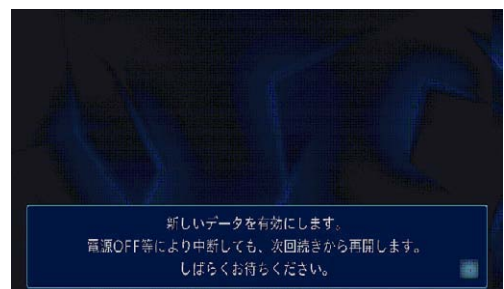 新しいデータを有効にします。
電源OFF等により中断しても、次回続きから再開します。
しばらくお待ちください。